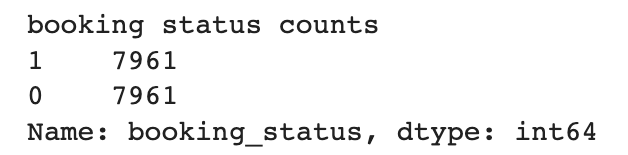 booking status counts
1    7961
0    7961
Name: booking_status, dtype: int64